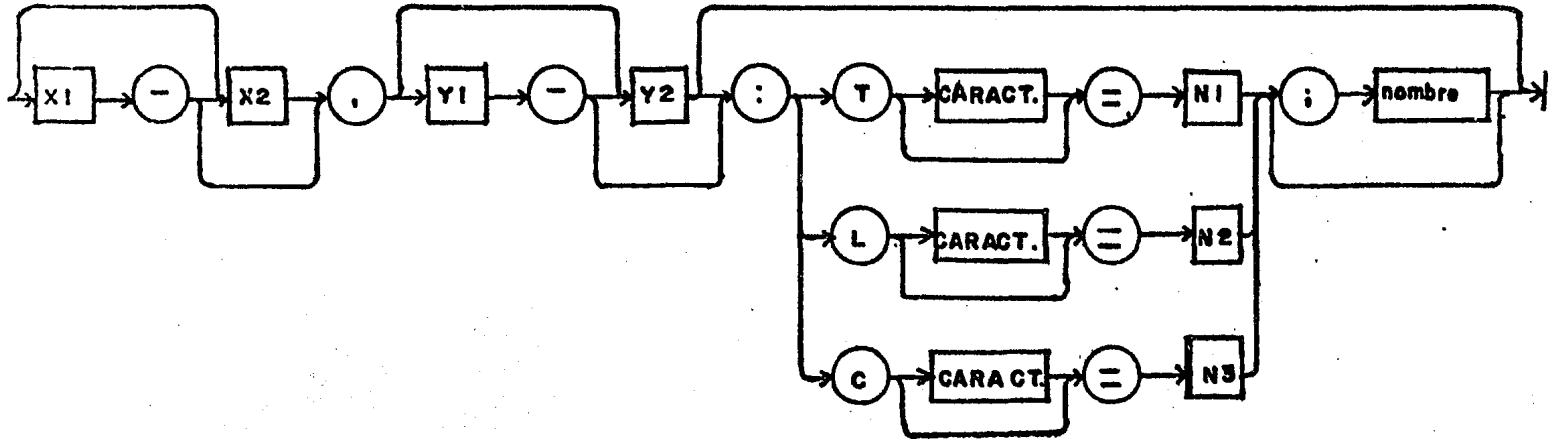 X1 - X2 , Y1 - Y2 : T CARACT. = N1 ; nombre
L CARACT. = N2
C CARACT. = N3